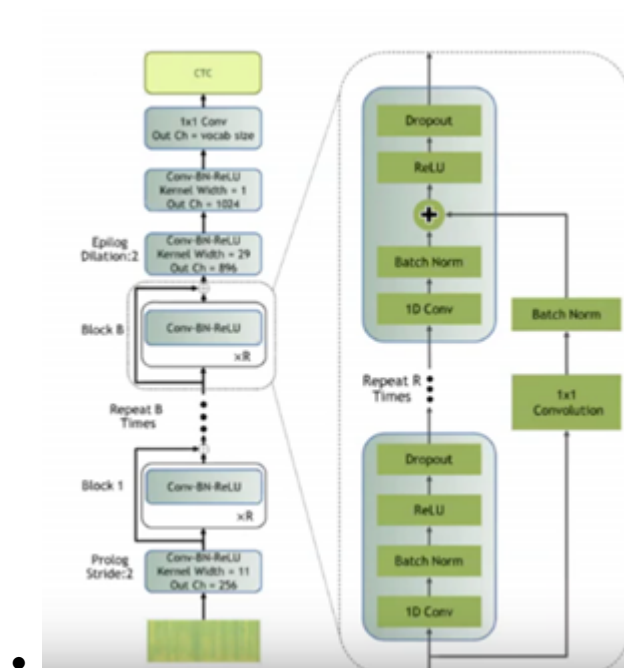 CTC
1x1 Conv
Out Ch = vocab size
Conv-BN-ReLU
Kernel Width = 1
Out Ch = 1024
Epilog
Dilation:2
Conv-BN-ReLU
Kernel Width = 29
Out Ch = 896
Block B
Conv-BN-ReLU
×R
Repeat B
Times
Block 1
Conv-BN-ReLU
×R
Prolog
Stride:2
Conv-BN-ReLU
Kernel Width = 11
Out Ch = 256
Dropout
ReLU
+
Batch Norm
1D Conv
Batch Norm
Repeat R
Times
1x1
Convolution
Dropout
ReLU
Batch Norm
1D Conv